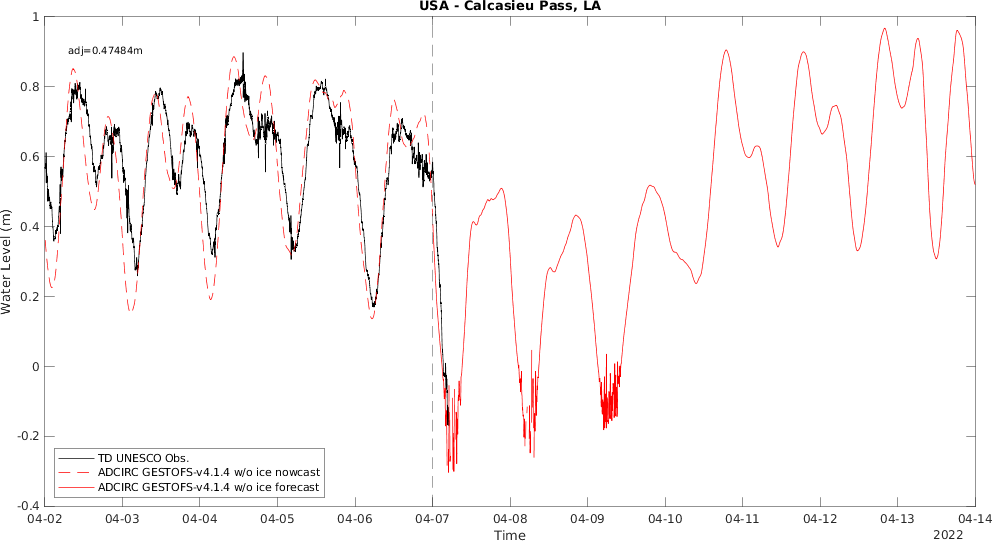 USA - Calcasieu Pass, LA
adj=0.47484m
Water Level (m)
1
0.8
0.6
0.4
0.2
0
-0.2
-0.4
TD UNESCO Obs.
ADCIRC GESTOFS-v4.1.4 w/o ice nowcast
ADCIRC GESTOFS-v4.1.4 w/o ice forecast
04-02 04-03 04-04 04-05 04-06 04-07 04-08 04-09 04-10 04-11 04-12 04-13 04-14
Time
2022